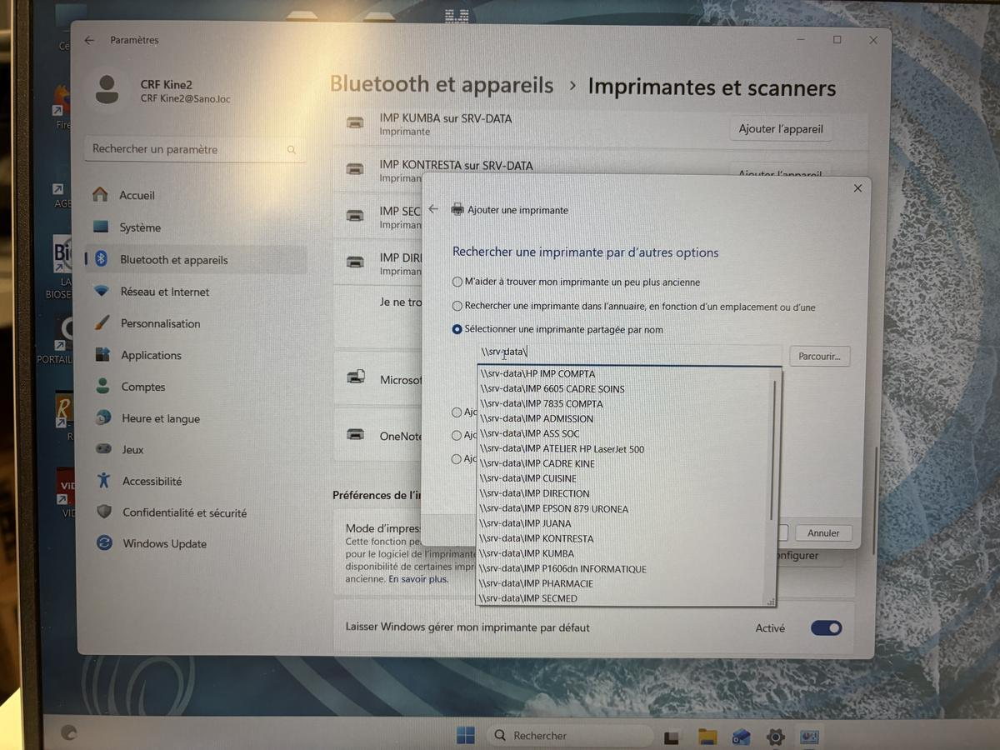 Paramètres
CRF Kine2
CRF Kine2@Sano.loc
Rechercher un paramètre
Accueil
Système
Bluetooth et appareils
Réseau et Internet
Personnalisation
Applications
Comptes
Heure et langue
Jeux
Accessibilité
Confidentialité et sécurité
Windows Update
Bluetooth et appareils > Imprimantes et scanners
IMP KUMBA sur SRV-DATA
Imprimante
Ajouter l'appareil
IMP KONTRESTA sur SRV-DATA
Impriman
Ajouter l'appareil
IMP SEC
Impriman
IMP DIRI
Impriman
Je ne tro
Microsof
OneNote
Préférences de l'i
Mode d'impres
Cette fonction pe
pour le logiciel de l'imprimante
disponibilité de certaines impr
ancienne. En savoir plus.
onfigurer
Laisser Windows gérer mon imprimante par défaut
Activé
Ajouter une imprimante
Rechercher une imprimante par d'autres options
M'aider à trouver mon imprimante un peu plus ancienne
Rechercher une imprimante dans l'annuaire, en fonction d'un emplacement ou d'une
Sélectionner une imprimante partagée par nom
\\srv-data\
Parcourir...
\\srv-data\HP IMP COMPTA
\\srv-data\IMP 6605 CADRE SOINS
\\srv-data\IMP 7835 COMPTA
\\srv-data\IMP ADMISSION
\\srv-data\IMP ASS SOC
\\srv-data\IMP ATELIER HP LaserJet 500
\\srv-data\IMP CADRE KINE
\\srv-data\IMP CUISINE
\\srv-data\IMP DIRECTION
\\srv-data\IMP EPSON 879 URONEA
\\srv-data\IMP JUANA
\\srv-data\IMP KONTRESTA
\\srv-data\IMP KUMBA
\\srv-data\IMP P1606dn INFORMATIQUE
\\srv-data\IMP PHARMACIE
\\srv-data\IMP SECMED
Ajo
Ajo
Ajo
Annuler
Ce
Fire
AGE
Bi
LA
BIOSE
PORTAIL
R
VID
VID
Rechercher